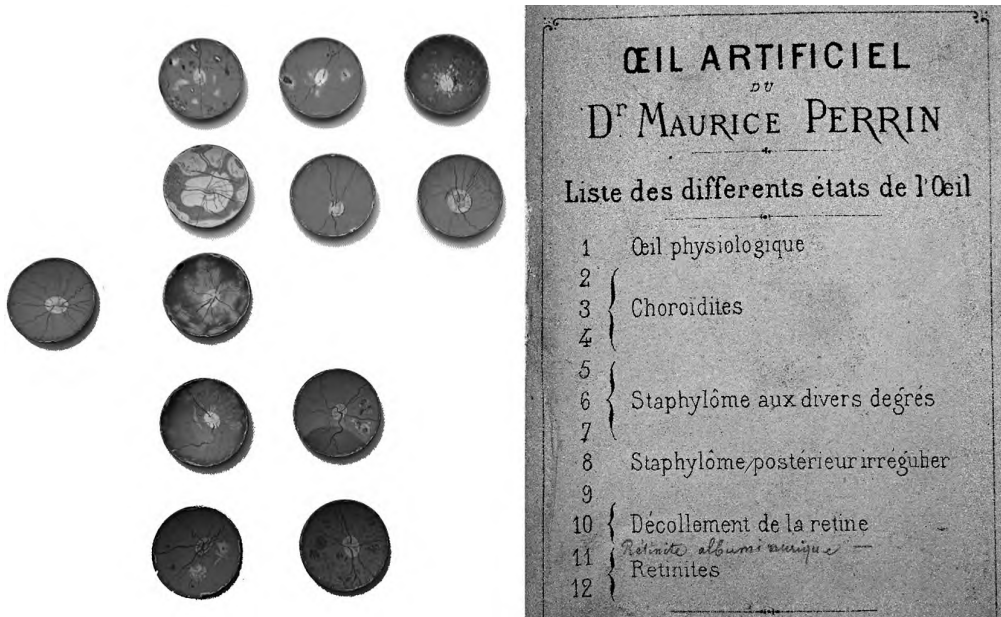 ŒIL ARTIFICIEL
DU
Dr MAURICE PERRIN
Liste des differents états de l'Œil
1 Œil physiologique
2
3 Choroïdites
4
5
6 Staphylôme aux divers degrés
7
8 Staphylôme postérieur irrégulier
9
10 Décollement de la retine
Rétinite albuminurique —
11
Retinites
12